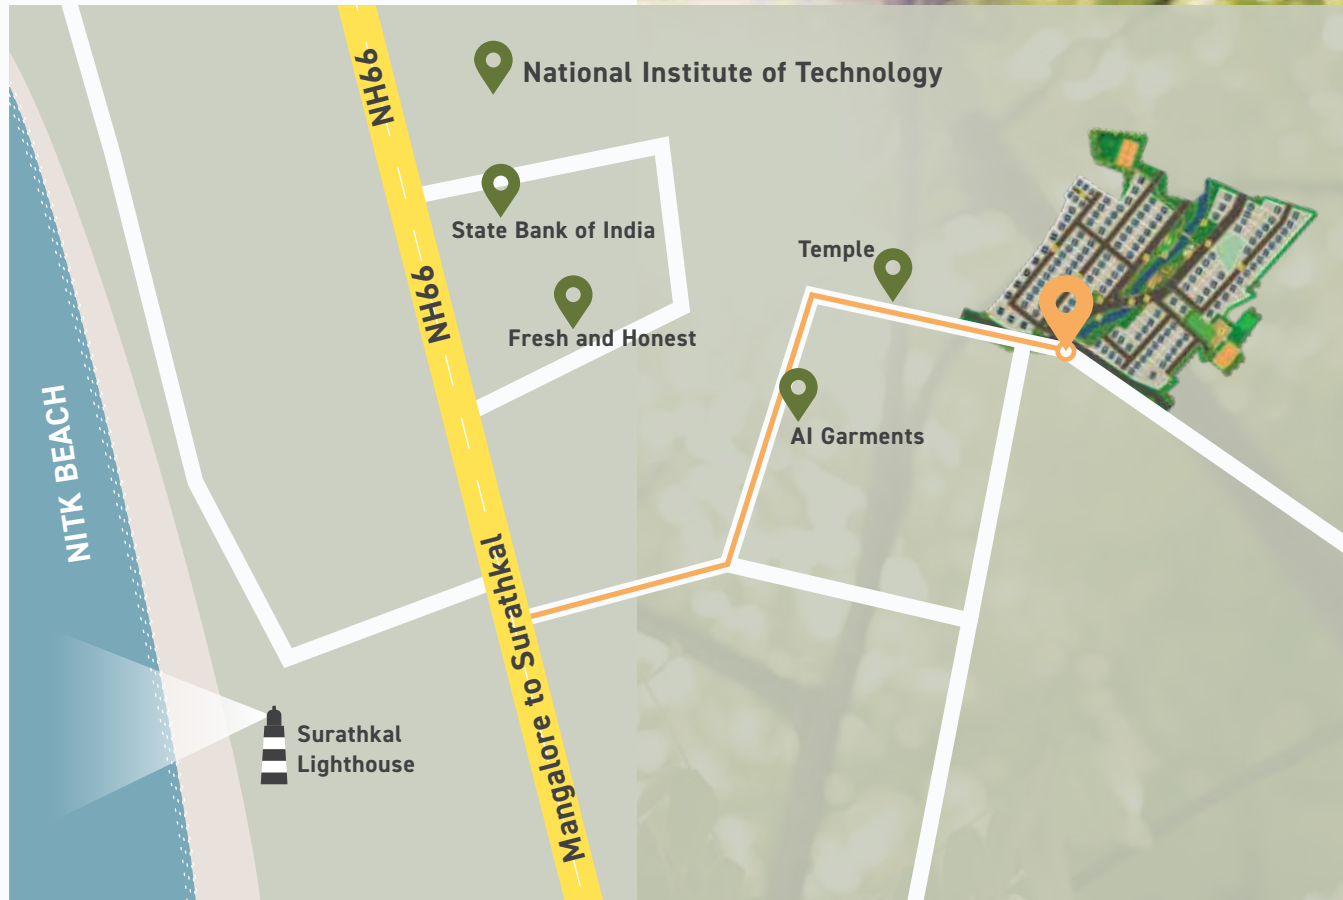 NH66
National Institute of Technology
State Bank of India
Temple
NH66
Fresh and Honest
NITK BEACH
AI Garments
Mangalore to Surathkal
Surathkal
Lighthouse